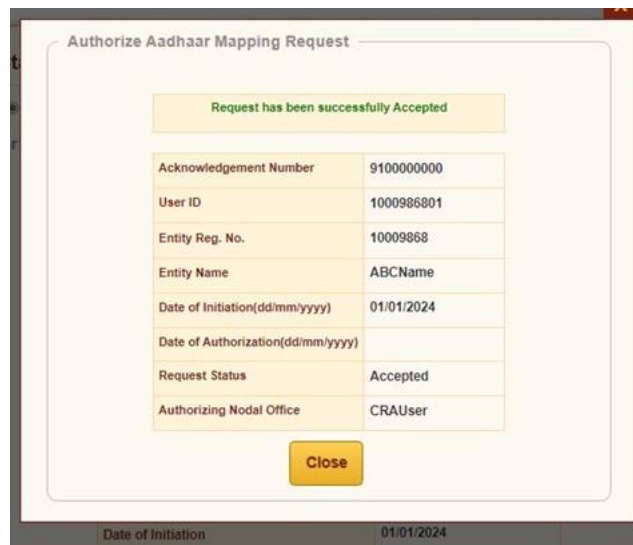 Authorize Aadhaar Mapping Request
Request has been successfully Accepted
Acknowledgement Number 9100000000
User ID 1000986801
Entity Reg. No. 10009868
Entity Name ABCName
Date of Initiation(dd/mm/yyyy) 01/01/2024
Date of Authorization(dd/mm/yyyy)
Request Status Accepted
Authorizing Nodal Office CRAUser
Close
Date of Initiation 01/01/2024